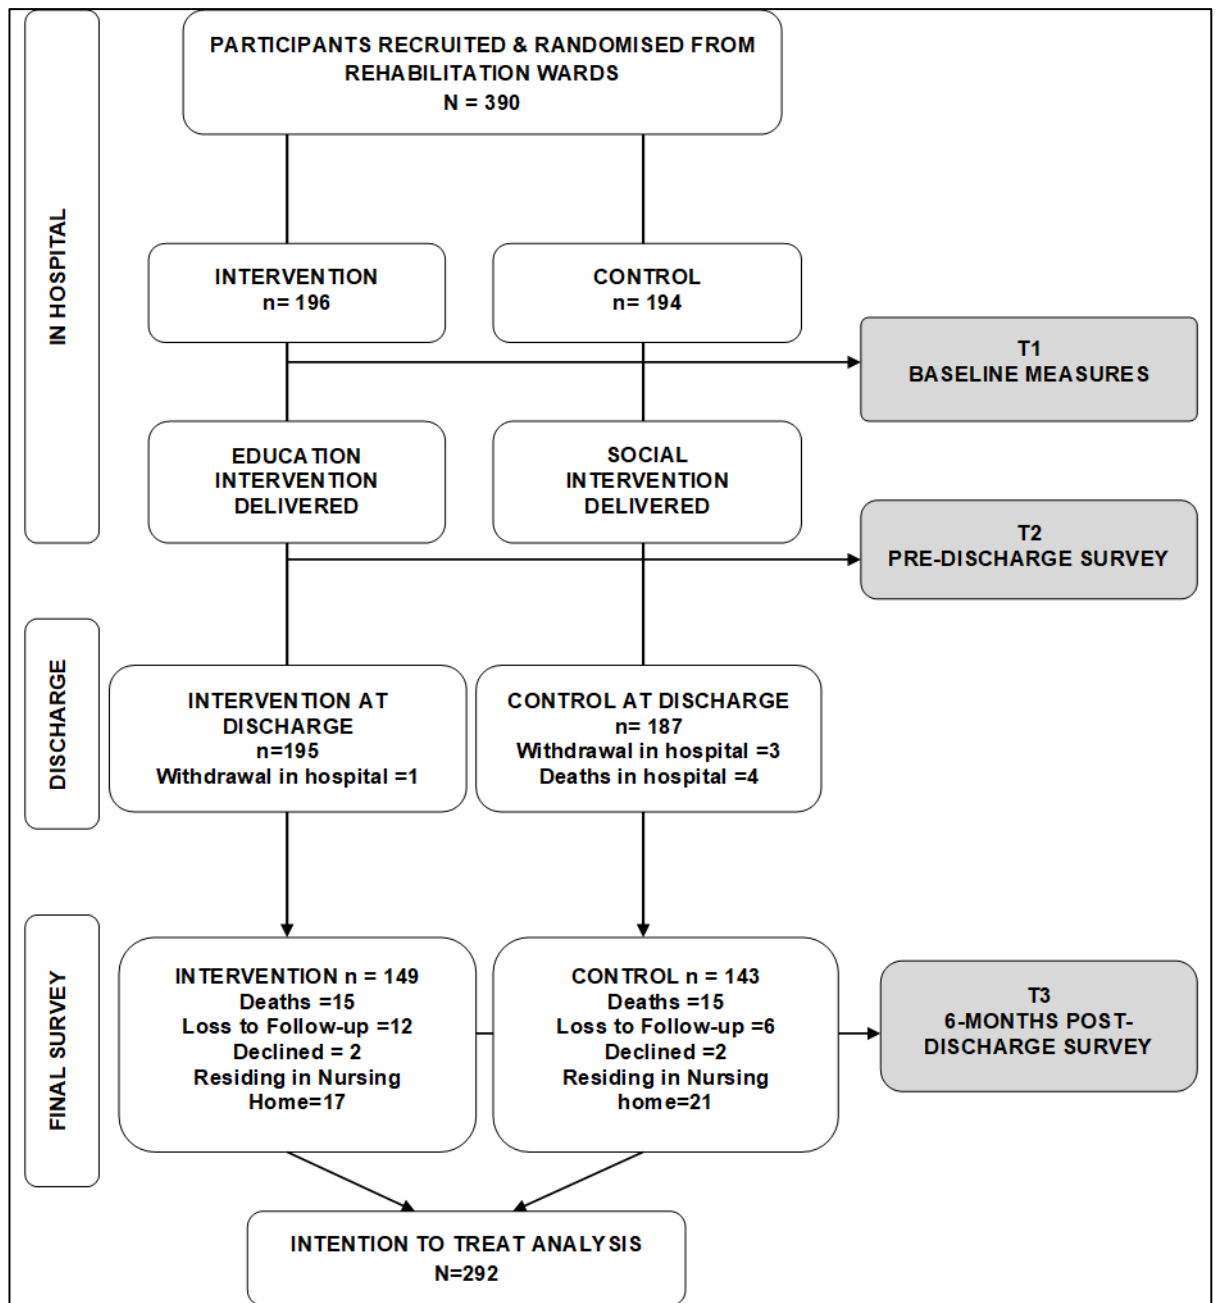 PARTICIPANTS RECRUITED & RANDOMISED FROM
REHABILITATION WARDS
N = 390
IN HOSPITAL
INTERVENTION
n= 196
CONTROL
n= 194
T1
BASELINE MEASURES
EDUCATION
INTERVENTION
DELIVERED
SOCIAL
INTERVENTION
DELIVERED
T2
PRE-DISCHARGE SURVEY
DISCHARGE
INTERVENTION AT
DISCHARGE
n=195
Withdrawal in hospital =1
CONTROL AT DISCHARGE
n= 187
Withdrawal in hospital =3
Deaths in hospital =4
FINAL SURVEY
INTERVENTION n = 149
Deaths =15
Loss to Follow-up =12
Declined = 2
Residing in Nursing
Home=17
CONTROL n = 143
Deaths =15
Loss to Follow-up =6
Declined =2
Residing in Nursing
home=21
T3
6-MONTHS POST-
DISCHARGE SURVEY
INTENTION TO TREAT ANALYSIS
N=292